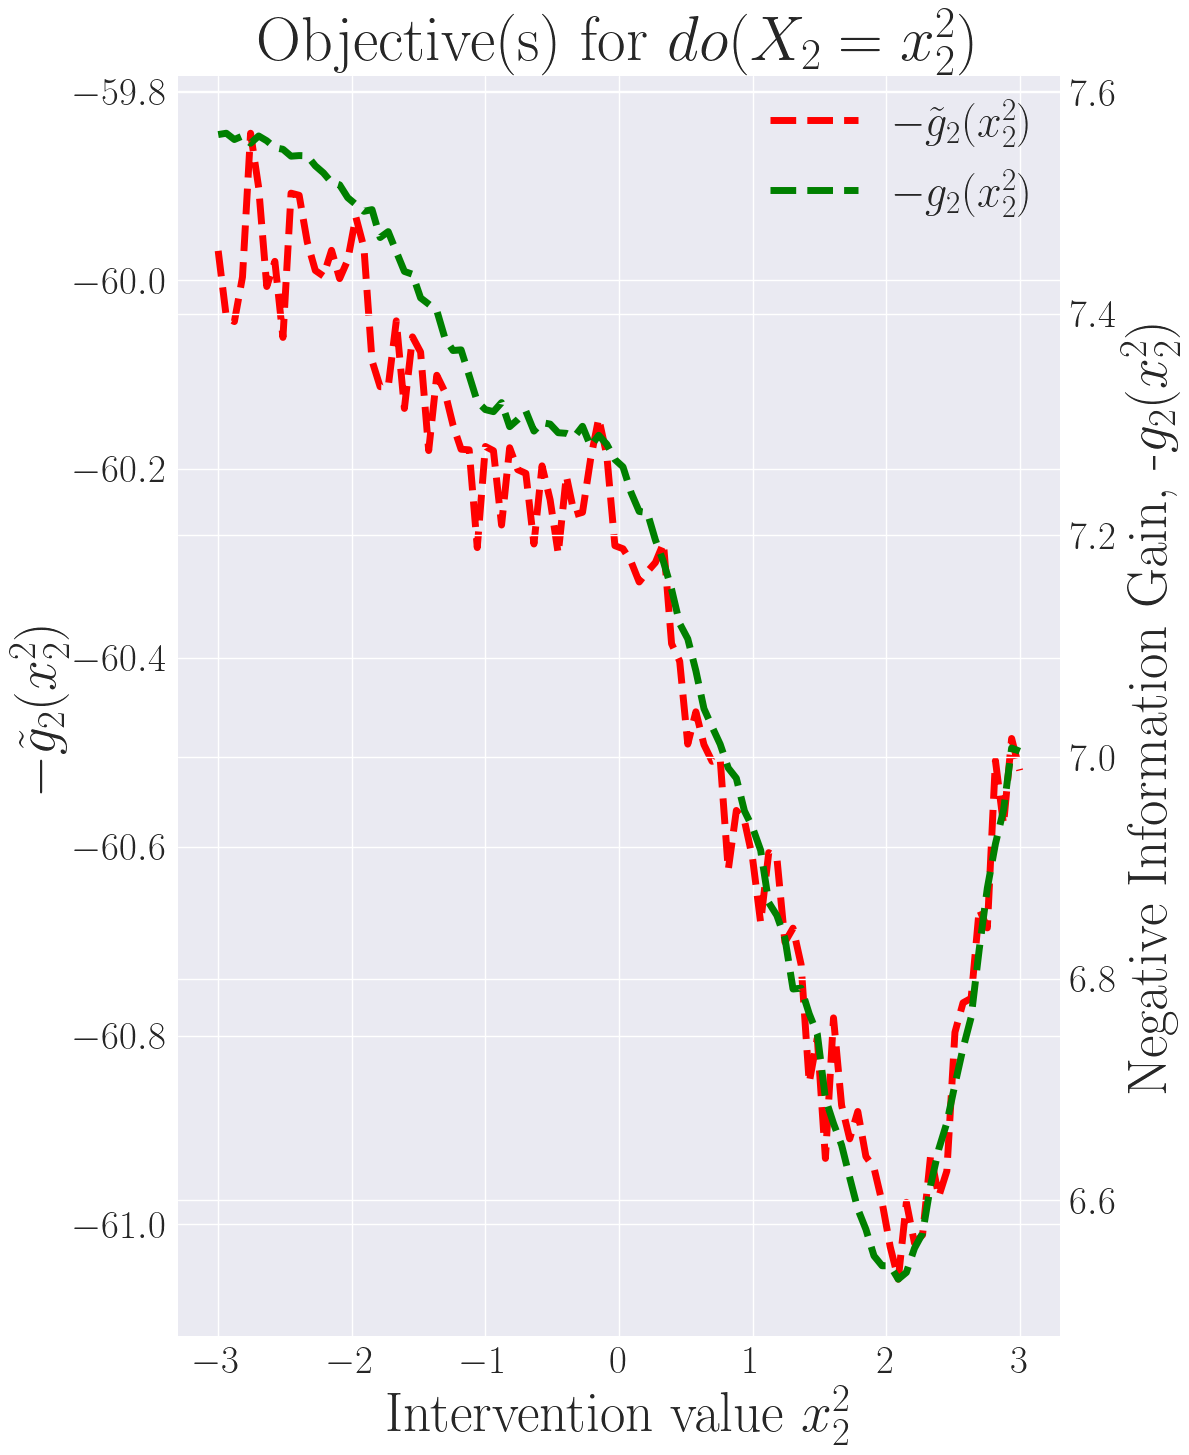 Objective(s) for do(X₂ = x₂²)
−59.8
−60.0
−60.2
−60.4
−60.6
−60.8
−61.0
−g̃₂(x₂²)
−g̃₂(x₂²)
−g₂(x₂²)
7.6
7.4
7.2
7.0
6.8
6.6
Negative Information Gain, -g₂(x₂²)
−3 −2 −1 0 1 2 3
Intervention value x₂²